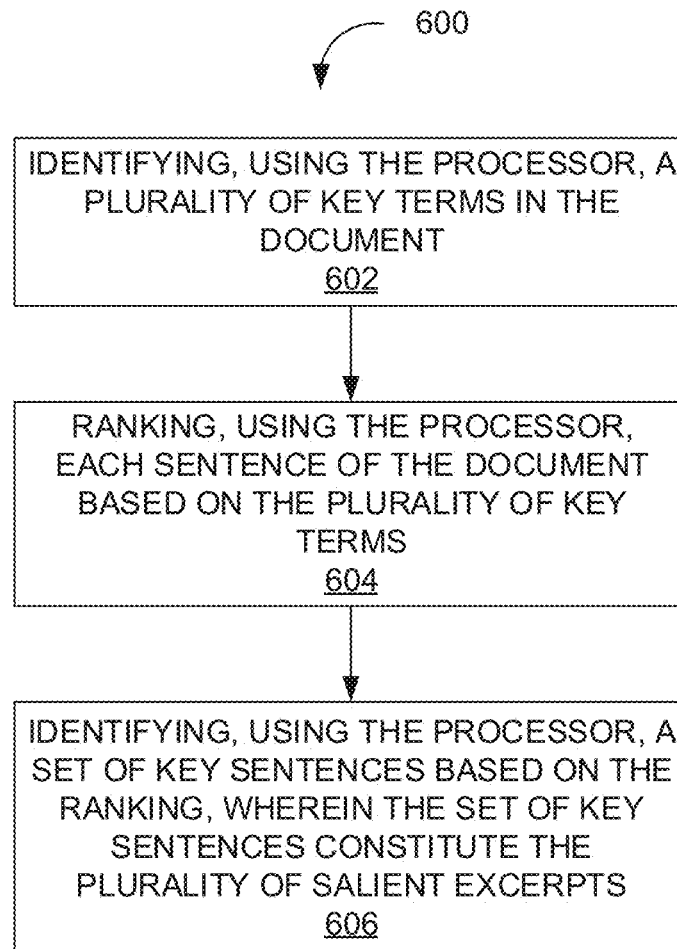 600
IDENTIFYING, USING THE PROCESSOR, A
PLURALITY OF KEY TERMS IN THE
DOCUMENT
602
RANKING, USING THE PROCESSOR,
EACH SENTENCE OF THE DOCUMENT
BASED ON THE PLURALITY OF KEY
TERMS
604
IDENTIFYING, USING THE PROCESSOR, A
SET OF KEY SENTENCES BASED ON THE
RANKING, WHEREIN THE SET OF KEY
SENTENCES CONSTITUTE THE
PLURALITY OF SALIENT EXCERPTS
606